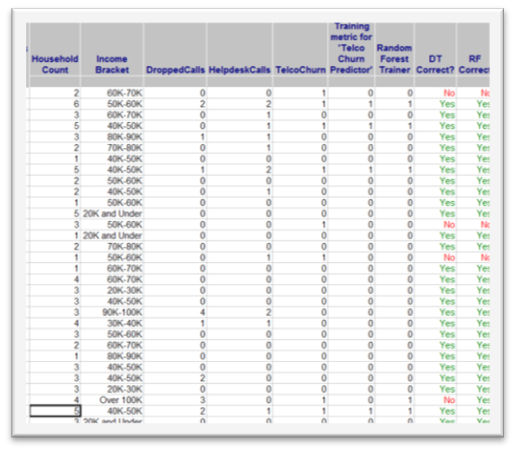 Training
metric for
'Telco Random
Household Income Churn Forest DT RF
Count Bracket DroppedCalls HelpdeskCalls TelcoChurn Predictor' Trainer Correct? Correct
2 60K-70K 0 0 1 0 0 No No
6 50K-60K 2 2 1 1 1 Yes Yes
3 60K-70K 0 1 0 0 0 Yes Yes
5 40K-50K 0 1 1 1 1 Yes Yes
3 80K-90K 1 1 0 0 0 Yes Yes
2 70K-80K 0 1 0 0 0 Yes Yes
1 40K-50K 0 0 0 0 0 Yes Yes
5 40K-50K 1 2 1 1 1 Yes Yes
2 50K-60K 0 0 0 0 0 Yes Yes
2 40K-50K 0 1 0 0 0 Yes Yes
1 50K-60K 0 0 0 0 0 Yes Yes
5 20K and Under 0 0 0 0 0 Yes Yes
3 50K-60K 0 0 1 0 0 No No
1 20K and Under 0 0 0 0 0 Yes Yes
2 70K-80K 0 0 0 0 0 Yes Yes
1 50K-60K 0 1 1 0 0 No No
1 60K-70K 0 0 0 0 0 Yes Yes
4 60K-70K 0 0 0 0 0 Yes Yes
3 20K-30K 0 0 0 0 0 Yes Yes
3 40K-50K 0 0 0 0 0 Yes Yes
3 90K-100K 4 2 0 0 0 Yes Yes
4 30K-40K 1 1 0 0 0 Yes Yes
3 50K-60K 0 0 0 0 0 Yes Yes
2 60K-70K 0 0 0 0 0 Yes Yes
1 80K-90K 0 0 0 0 0 Yes Yes
3 40K-50K 0 0 0 0 0 Yes Yes
3 40K-50K 2 0 0 0 0 Yes Yes
3 20K-30K 0 0 0 0 0 Yes Yes
4 Over 100K 3 0 1 0 1 No Yes
5 40K-50K 2 1 1 1 1 Yes Yes
3 20K and Under 0 0 0 0 0 Yes Yes